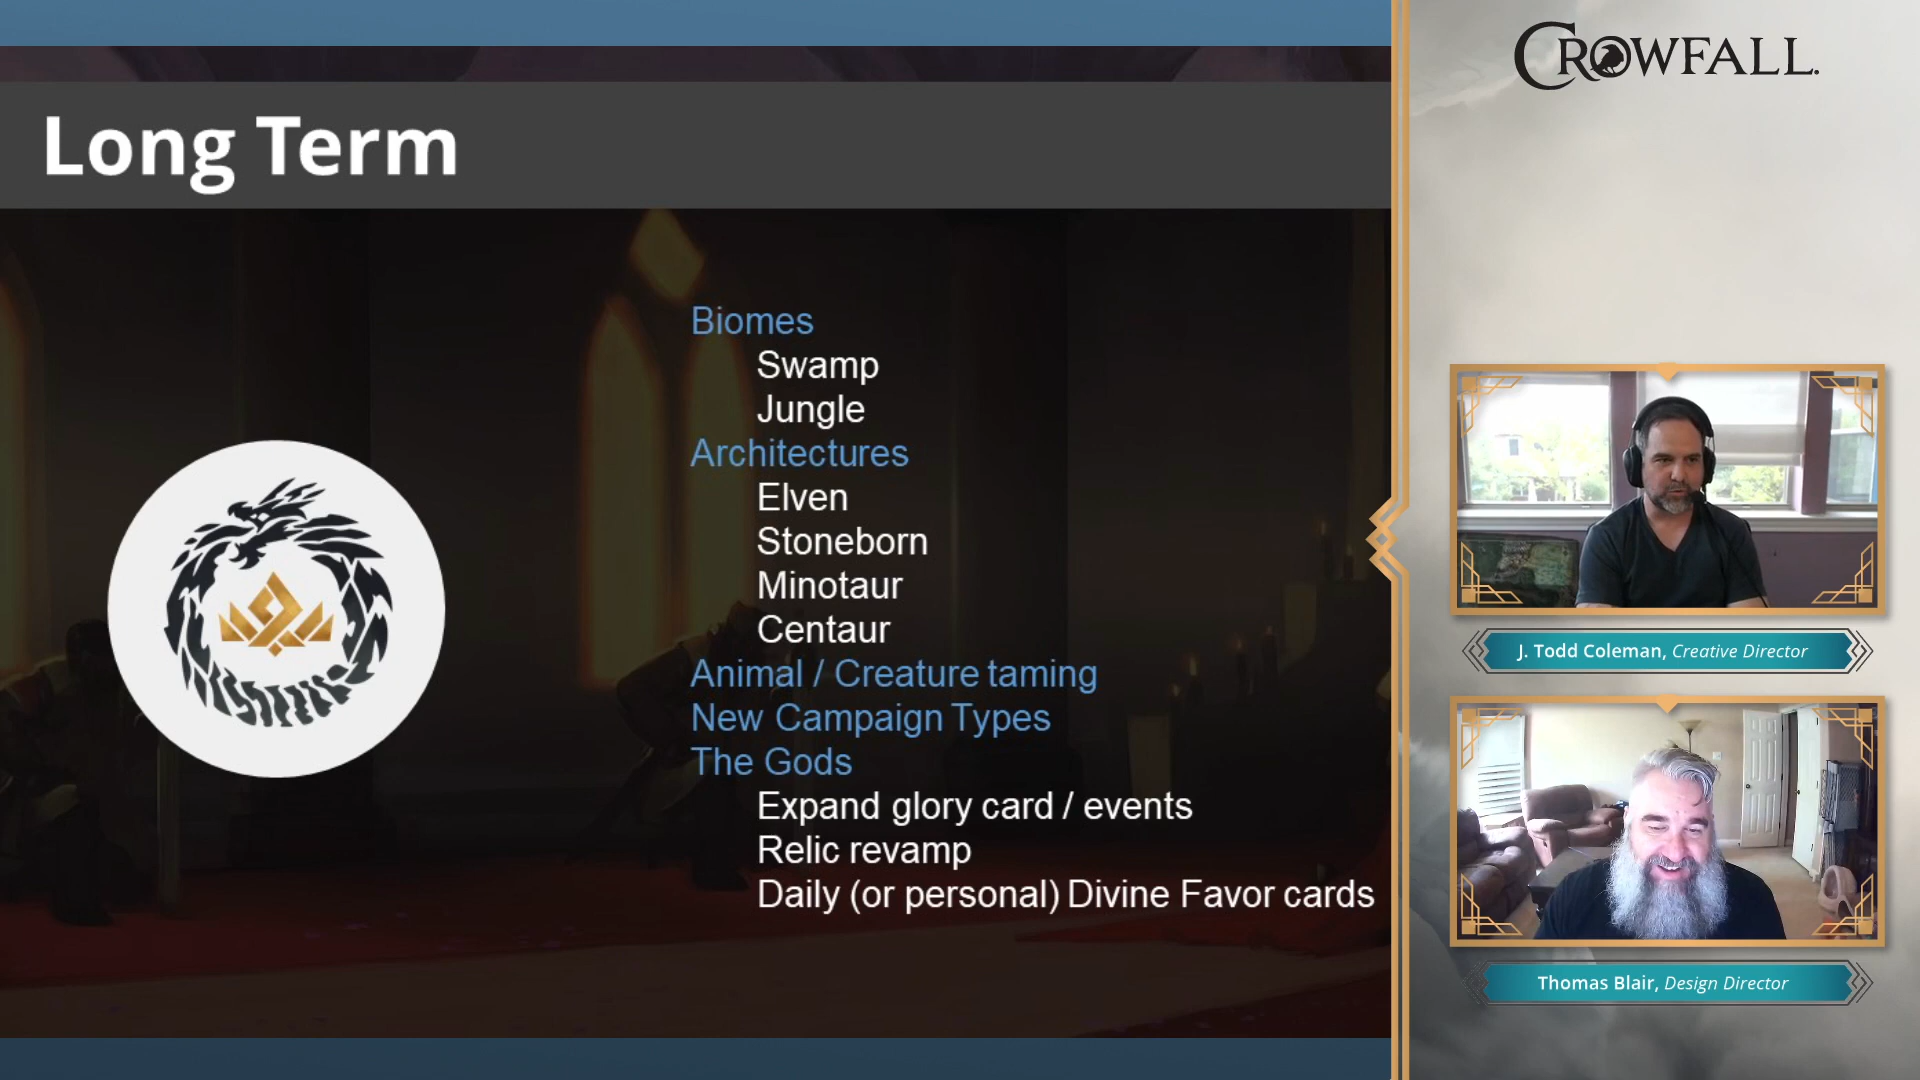 Long Term
Biomes
Swamp
Jungle
Architectures
Elven
Stoneborn
Minotaur
Centaur
Animal / Creature taming
New Campaign Types
The Gods
Expand glory card / events
Relic revamp
Daily (or personal) Divine Favor cards
CROWFALL.
J. Todd Coleman, Creative Director
Thomas Blair, Design Director